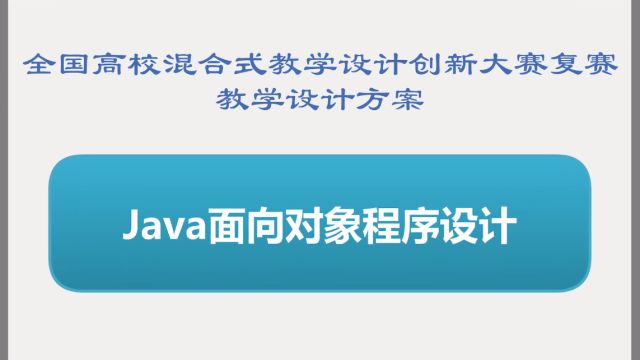 全国高校混合式教学设计创新大赛复赛
教学设计方案
Java面向对象程序设计